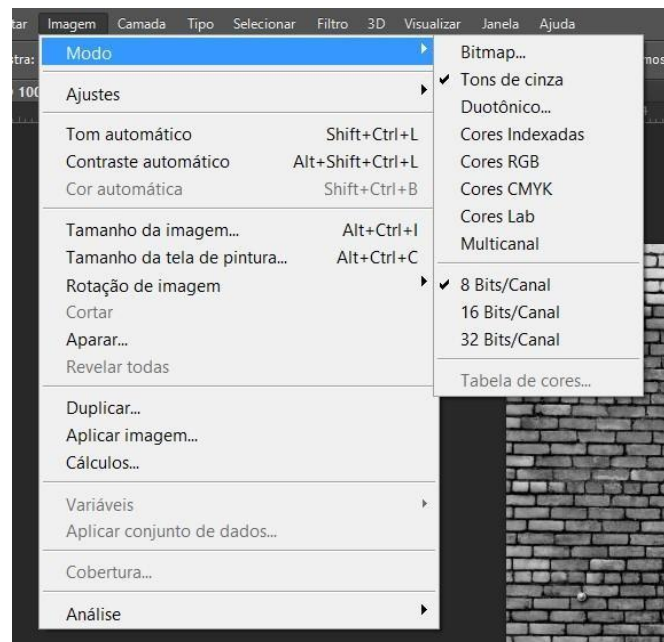 tar Imagem Camada Tipo Selecionar Filtro 3D Visualizar Janela Ajuda
tra:
100
Modo
Ajustes
Tom automático Shift+Ctrl+L
Contraste automático Alt+Shift+Ctrl+L
Cor automática Shift+Ctrl+B
Tamanho da imagem... Alt+Ctrl+I
Tamanho da tela de pintura... Alt+Ctrl+C
Rotação de imagem
Cortar
Aparar...
Revelar todas
Duplicar...
Aplicar imagem...
Cálculos...
Variáveis
Aplicar conjunto de dados...
Cobertura...
Análise
Bitmap...
Tons de cinza
Duotônico...
Cores Indexadas
Cores RGB
Cores CMYK
Cores Lab
Multicanal
8 Bits/Canal
16 Bits/Canal
32 Bits/Canal
Tabela de cores...